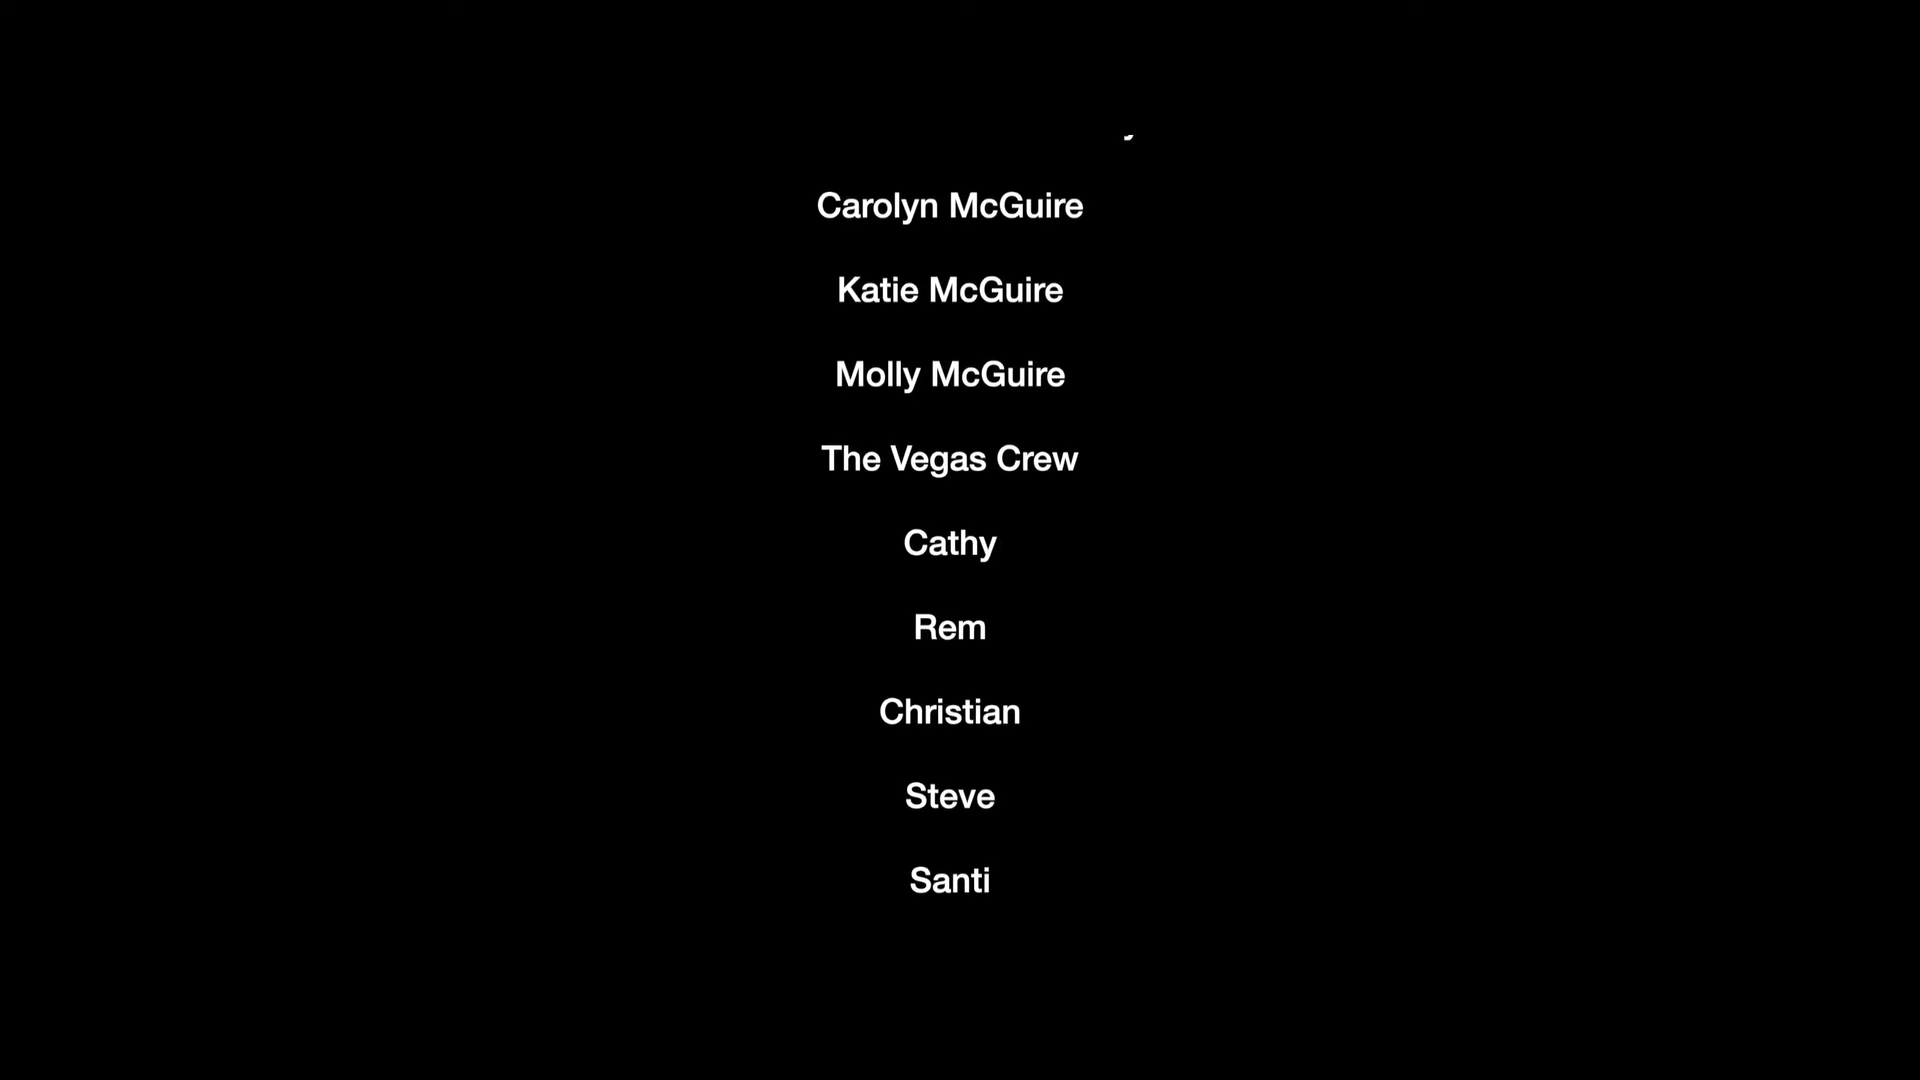 Carolyn McGuire
Katie McGuire
Molly McGuire
The Vegas Crew
Cathy
Rem
Christian
Steve
Santi